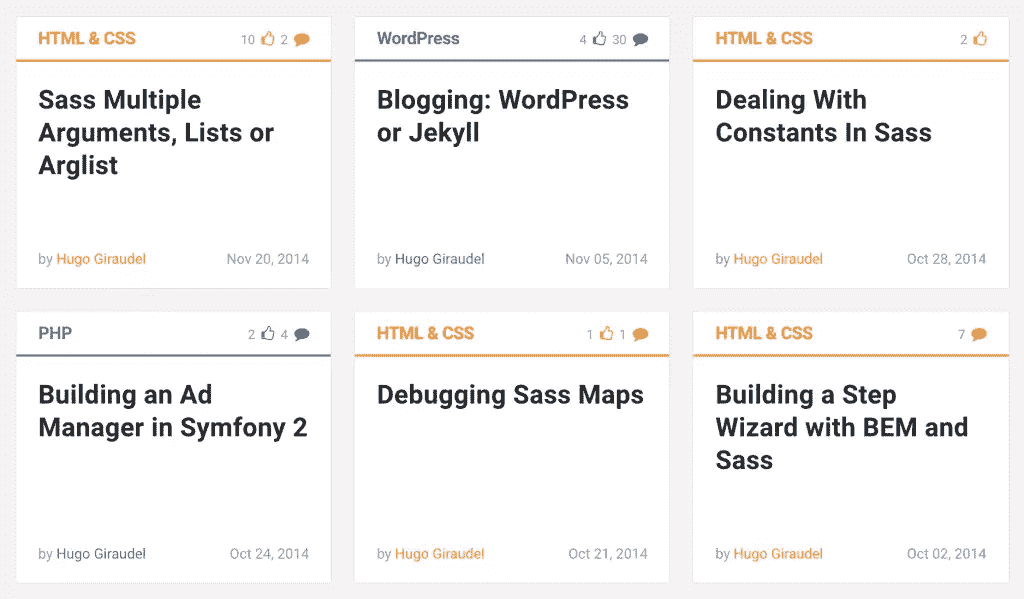 HTML & CSS 10 2
Sass Multiple
Arguments, Lists or
Arglist
by Hugo Giraudel Nov 20, 2014
WordPress 4 30
Blogging: WordPress
or Jekyll
by Hugo Giraudel Nov 05, 2014
HTML & CSS 2
Dealing With
Constants In Sass
by Hugo Giraudel Oct 28, 2014
PHP 2 4
Building an Ad
Manager in Symfony 2
by Hugo Giraudel Oct 24, 2014
HTML & CSS 1 1
Debugging Sass Maps
by Hugo Giraudel Oct 21, 2014
HTML & CSS 7
Building a Step
Wizard with BEM and
Sass
by Hugo Giraudel Oct 02, 2014